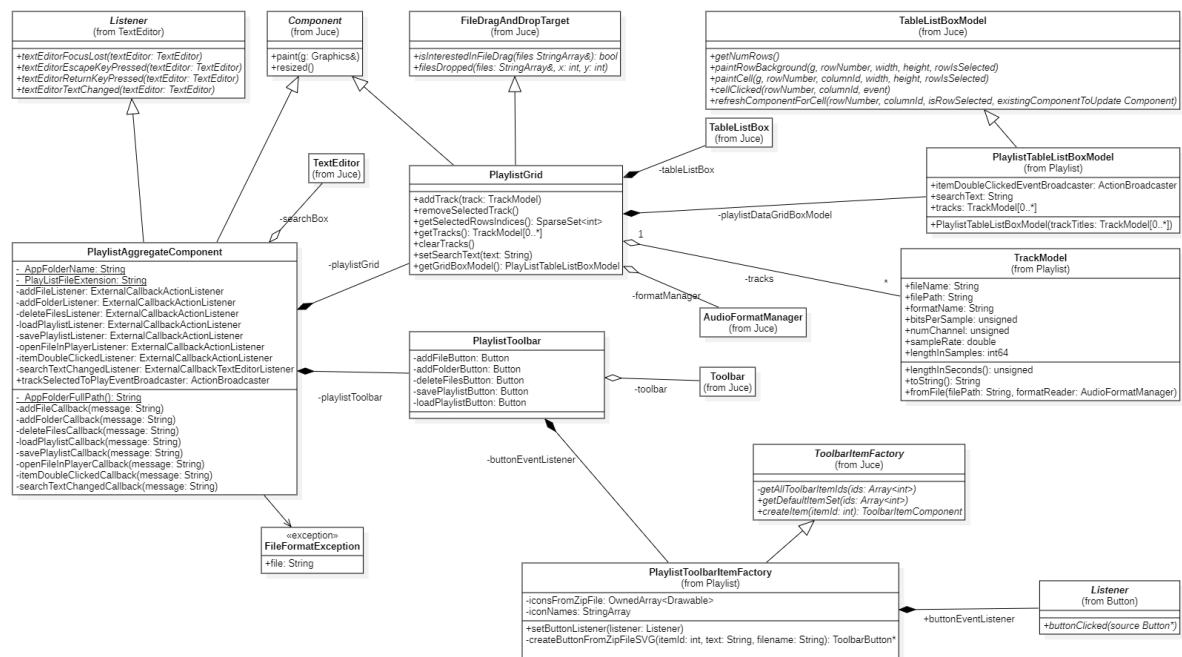 Listener
(from TextEditor)
+textEditorFocusLost(textEditor: TextEditor)
+textEditorEscapeKeyPressed(textEditor: TextEditor)
+textEditorReturnKeyPressed(textEditor: TextEditor)
+textEditorTextChanged(textEditor: TextEditor)
Component
(from Juce)
+paint(g: Graphics&)
+resized()
FileDragAndDropTarget
(from Juce)
+isInterestedInFileDrag(files StringArray&): bool
+filesDropped(files: StringArray&, x: int, y: int)
TableListBoxModel
(from Juce)
+getNumRows()
+paintRowBackground(g, rowNumber, width, height, rowIsSelected)
+paintCell(g, rowNumber, columnId, width, height, rowIsSelected)
+cellClicked(rowNumber, columnId, event)
+refreshComponentForCell(rowNumber, columnId, isRowSelected, existingComponentToUpdate Component)
TableListBox
(from Juce)
-tableListBox
PlaylistTableListBoxModel
(from Playlist)
+itemDoubleClickedEventBroadcaster: ActionBroadcaster
+searchText: String
+tracks: TrackModel[0..*]
+PlaylistTableListBoxModel(trackTitles: TrackModel[0..*])
-playlistDataGridBoxModel
TextEditor
(from Juce)
-searchBox
PlaylistGrid
+addTrack(track: TrackModel)
+removeSelectedTrack()
+getSelectedRowsIndices(): SparseSet<int>
+getTracks(): TrackModel[0..*]
+clearTracks()
+setSearchText(text: String)
+getGridBoxModel(): PlaylistTableListBoxModel
1
-tracks
*
-formatManager
AudioFormatManager
(from Juce)
TrackModel
(from Playlist)
+fileName: String
+filePath: String
+formatName: String
+bitsPerSample: unsigned
+numChannel: unsigned
+sampleRate: double
+lengthInSamples: int64
+lengthInSeconds(): unsigned
+toString(): String
+fromFile(filePath: String, formatReader: AudioFormatManager)
PlaylistAggregateComponent
-_AppFolderName: String
-_PlayListFileExtension: String
-addFileListener: ExternalCallbackActionListener
-addFolderListener: ExternalCallbackActionListener
-deleteFilesListener: ExternalCallbackActionListener
-loadPlaylistListener: ExternalCallbackActionListener
-savePlaylistListener: ExternalCallbackActionListener
-openFileInPlayerListener: ExternalCallbackActionListener
-itemDoubleClickedListener: ExternalCallbackActionListener
-searchTextChangedListener: ExternalCallbackTextEditorListener
+trackSelectedToPlayEventBroadcaster: ActionBroadcaster
-_AppFolderFullPath(): String
-addFileCallback(message: String)
-addFolderCallback(message: String)
-deleteFilesCallback(message: String)
-loadPlaylistCallback(message: String)
-savePlaylistCallback(message: String)
-openFileInPlayerCallback(message: String)
-itemDoubleClickedCallback(message: String)
-searchTextChangedCallback(message: String)
-playlistGrid
-playlistToolbar
PlaylistToolbar
-addFileButton: Button
-addFolderButton: Button
-deleteFilesButton: Button
-savePlaylistButton: Button
-loadPlaylistButton: Button
-toolbar
Toolbar
(from Juce)
-buttonEventListener
ToolbarItemFactory
(from Juce)
-getAllToolbarItemIds(ids: Array<int>)
+getDefaultItemSet(ids: Array<int>)
+createItem(itemId: int): ToolbarItemComponent
«exception»
FileFormatException
+file: String
PlaylistToolbarItemFactory
(from Playlist)
-iconsFromZipFile: OwnedArray<Drawable>
-iconNames: StringArray
+setButtonListener(listener: Listener)
-createButtonFromZipFileSVG(itemId: int, text: String, filename: String): ToolbarButton*
+buttonEventListener
Listener
(from Button)
+buttonClicked(source Button*)